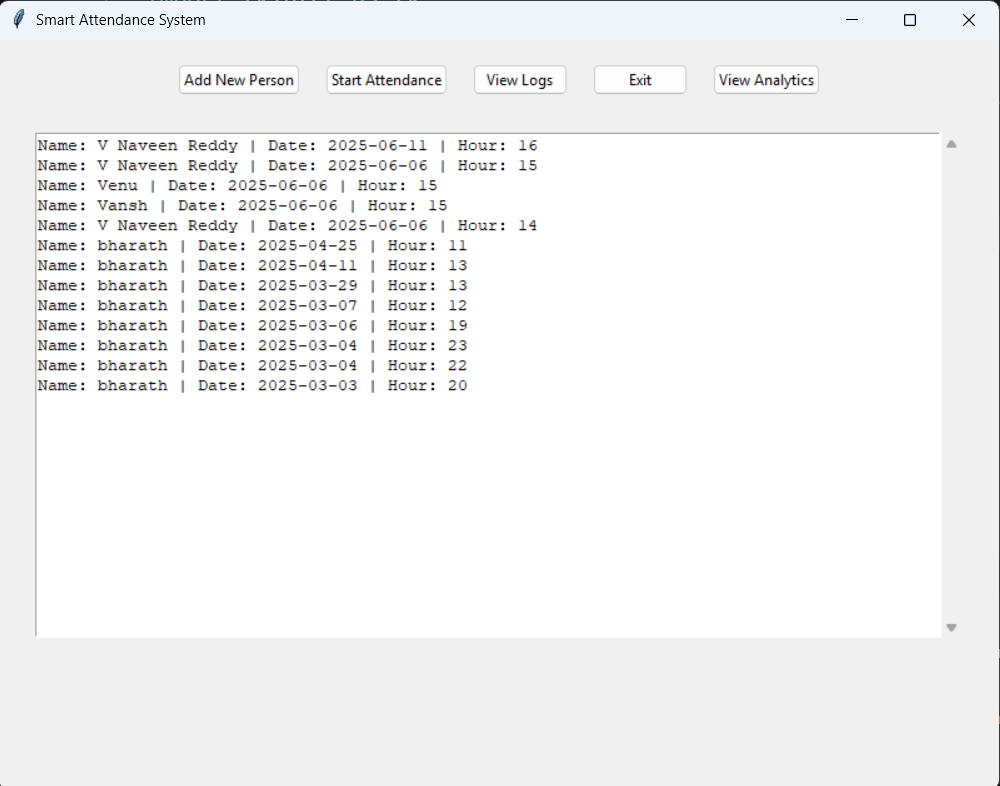 Smart Attendance System
Add New Person Start Attendance View Logs Exit View Analytics
Name: V Naveen Reddy | Date: 2025-06-11 | Hour: 16
Name: V Naveen Reddy | Date: 2025-06-06 | Hour: 15
Name: Venu | Date: 2025-06-06 | Hour: 15
Name: Vansh | Date: 2025-06-06 | Hour: 15
Name: V Naveen Reddy | Date: 2025-06-06 | Hour: 14
Name: bharath | Date: 2025-04-25 | Hour: 11
Name: bharath | Date: 2025-04-11 | Hour: 13
Name: bharath | Date: 2025-03-29 | Hour: 13
Name: bharath | Date: 2025-03-07 | Hour: 12
Name: bharath | Date: 2025-03-06 | Hour: 19
Name: bharath | Date: 2025-03-04 | Hour: 23
Name: bharath | Date: 2025-03-04 | Hour: 22
Name: bharath | Date: 2025-03-03 | Hour: 20